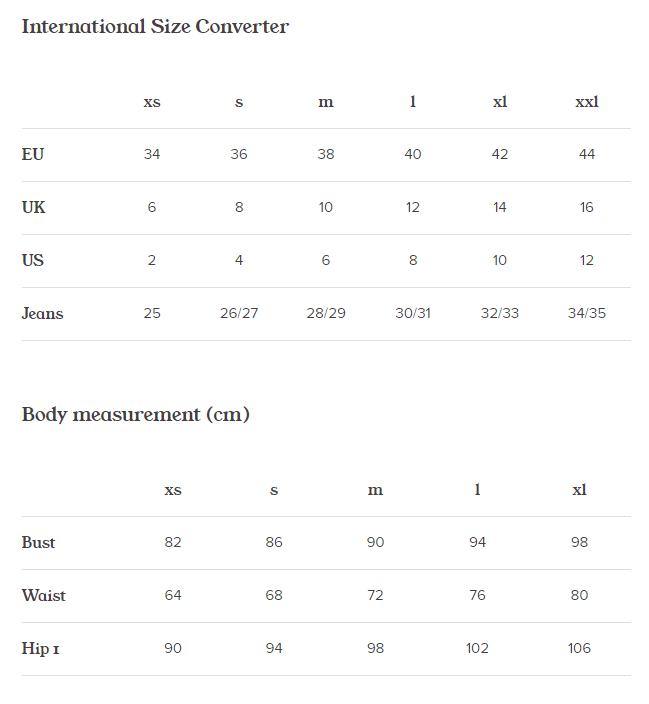 International Size Converter
xs s m l xl xxl
EU 34 36 38 40 42 44
UK 6 8 10 12 14 16
US 2 4 6 8 10 12
Jeans 25 26/27 28/29 30/31 32/33 34/35
Body measurement (cm)
xs s m l xl
Bust 82 86 90 94 98
Waist 64 68 72 76 80
Hip 1 90 94 98 102 106